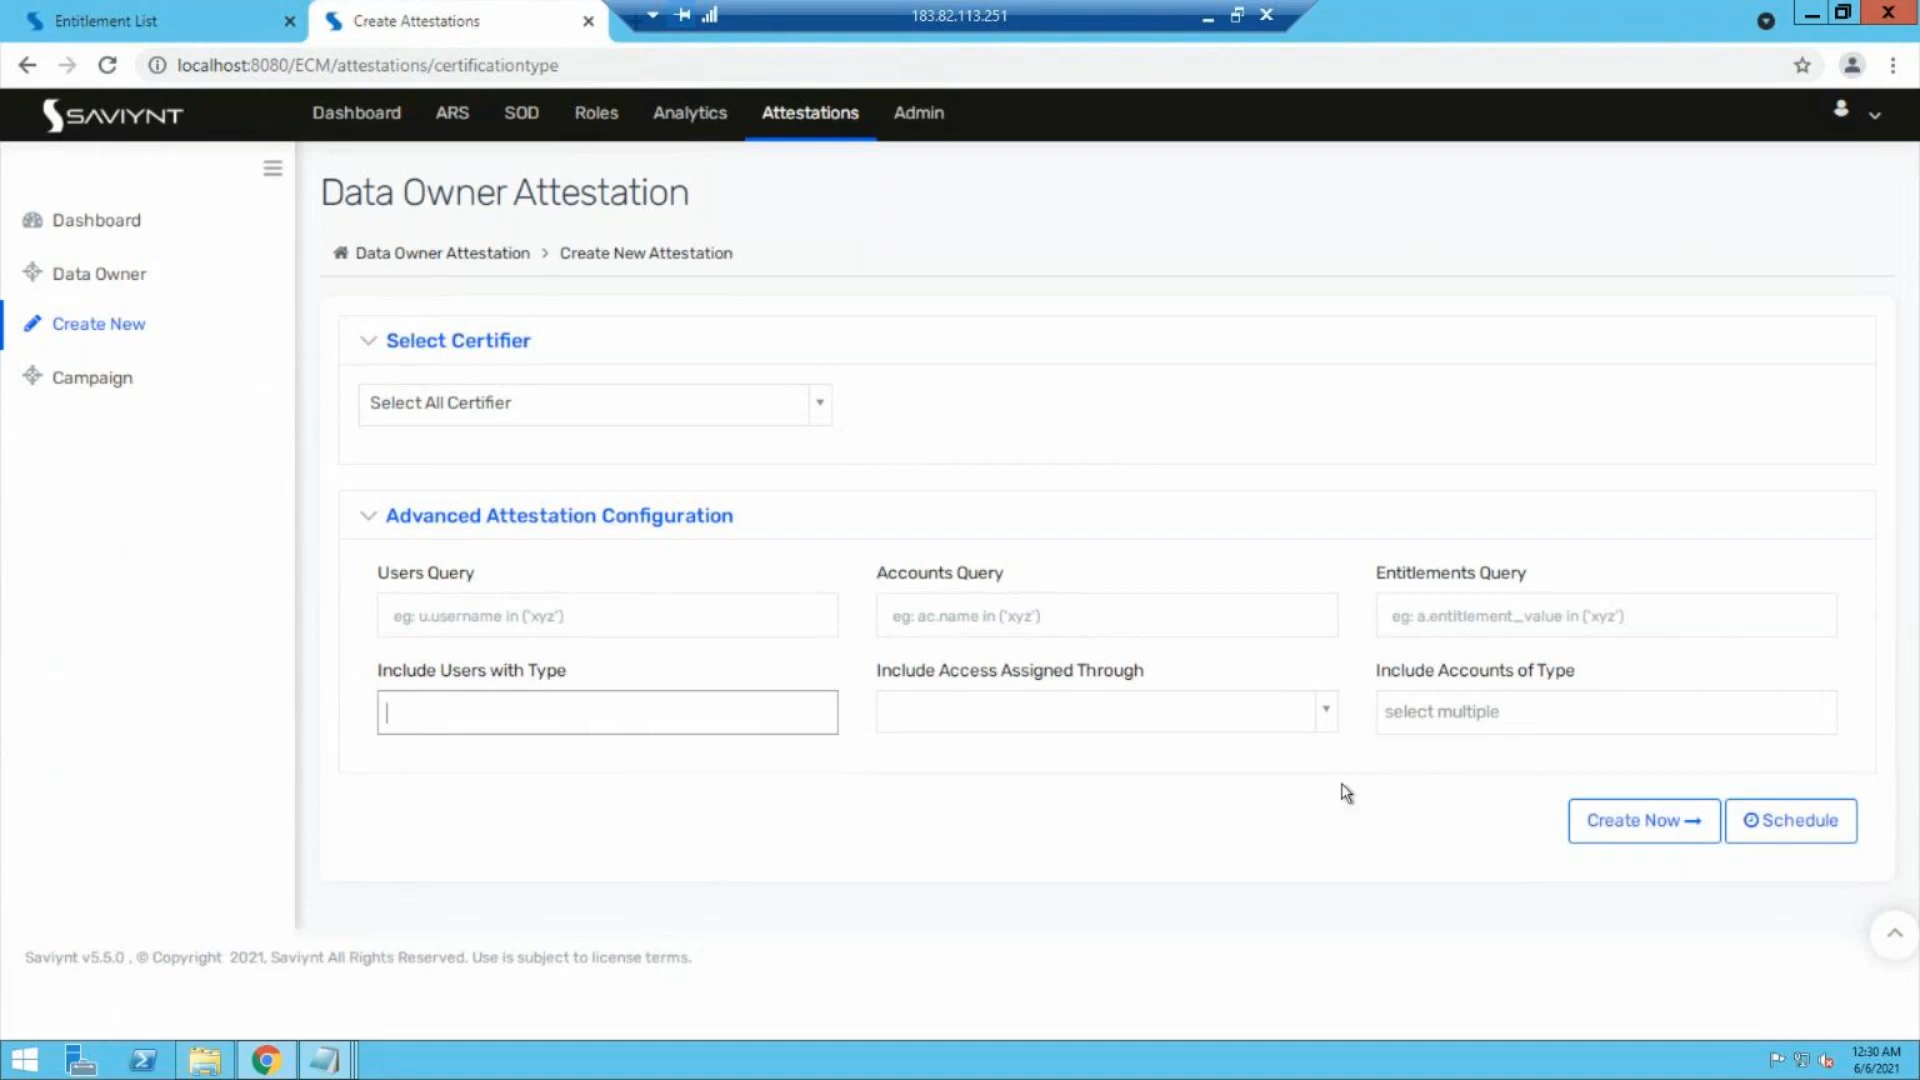 Entitlement List
Create Attestations
183.82.113.251
localhost:8080/ECM/attestations/certificationtype
SAVIYNT
Dashboard ARS SOD Roles Analytics Attestations Admin
Data Owner Attestation
Data Owner Attestation > Create New Attestation
Dashboard
Data Owner
Create New
Campaign
Select Certifier
Select All Certifier
Advanced Attestation Configuration
Users Query Accounts Query Entitlements Query
eg: u.username in ('xyz') eg: ac.name in ('xyz') eg: a.entitlement_value in ('xyz')
Include Users with Type Include Access Assigned Through Include Accounts of Type
select multiple
Create Now Schedule
Saviynt v5.5.0 , © Copyright 2021, Saviynt All Rights Reserved. Use is subject to license terms.
12:30 AM
6/6/2021